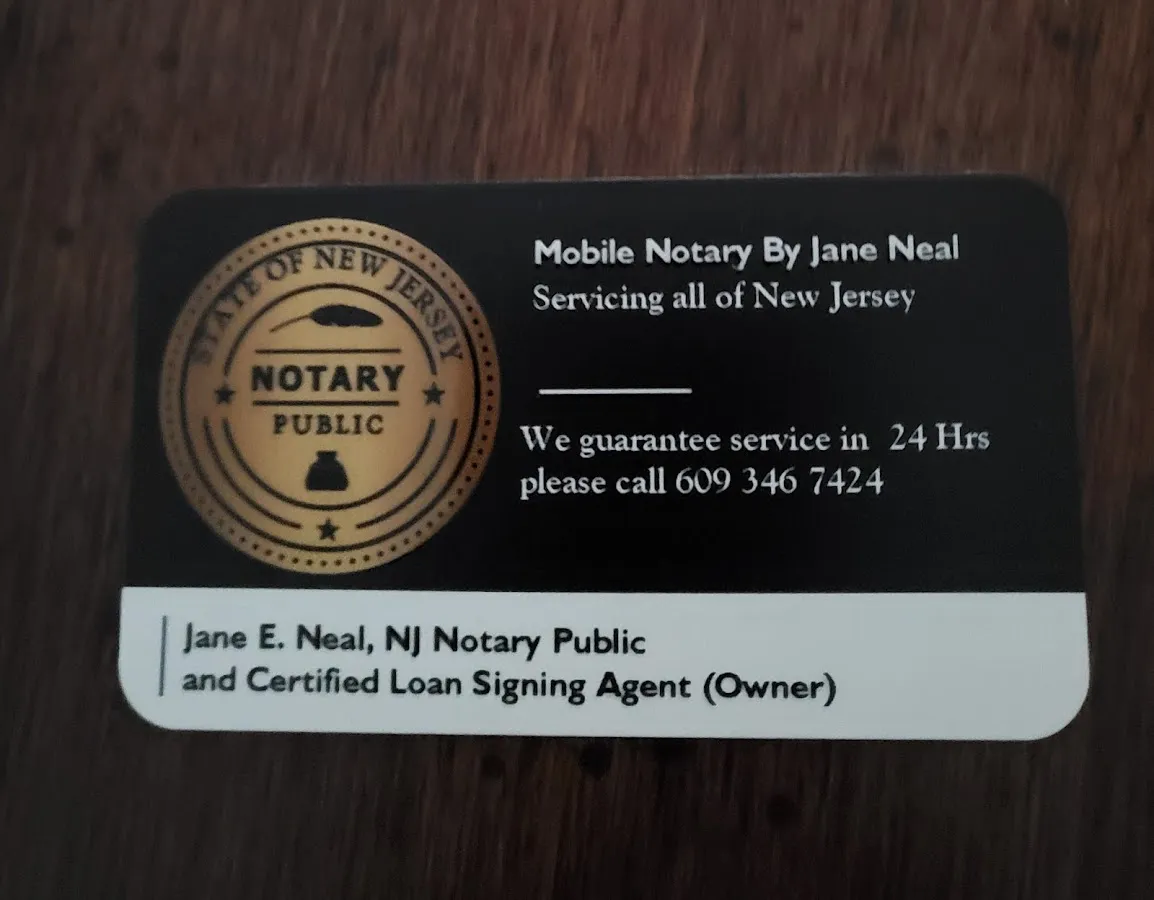 STATE OF NEW JERSEY
NOTARY
PUBLIC
Mobile Notary By Jane Neal
Servicing all of New Jersey
We guarantee service in 24 Hrs
please call 609 346 7424
Jane E. Neal, NJ Notary Public
and Certified Loan Signing Agent (Owner)